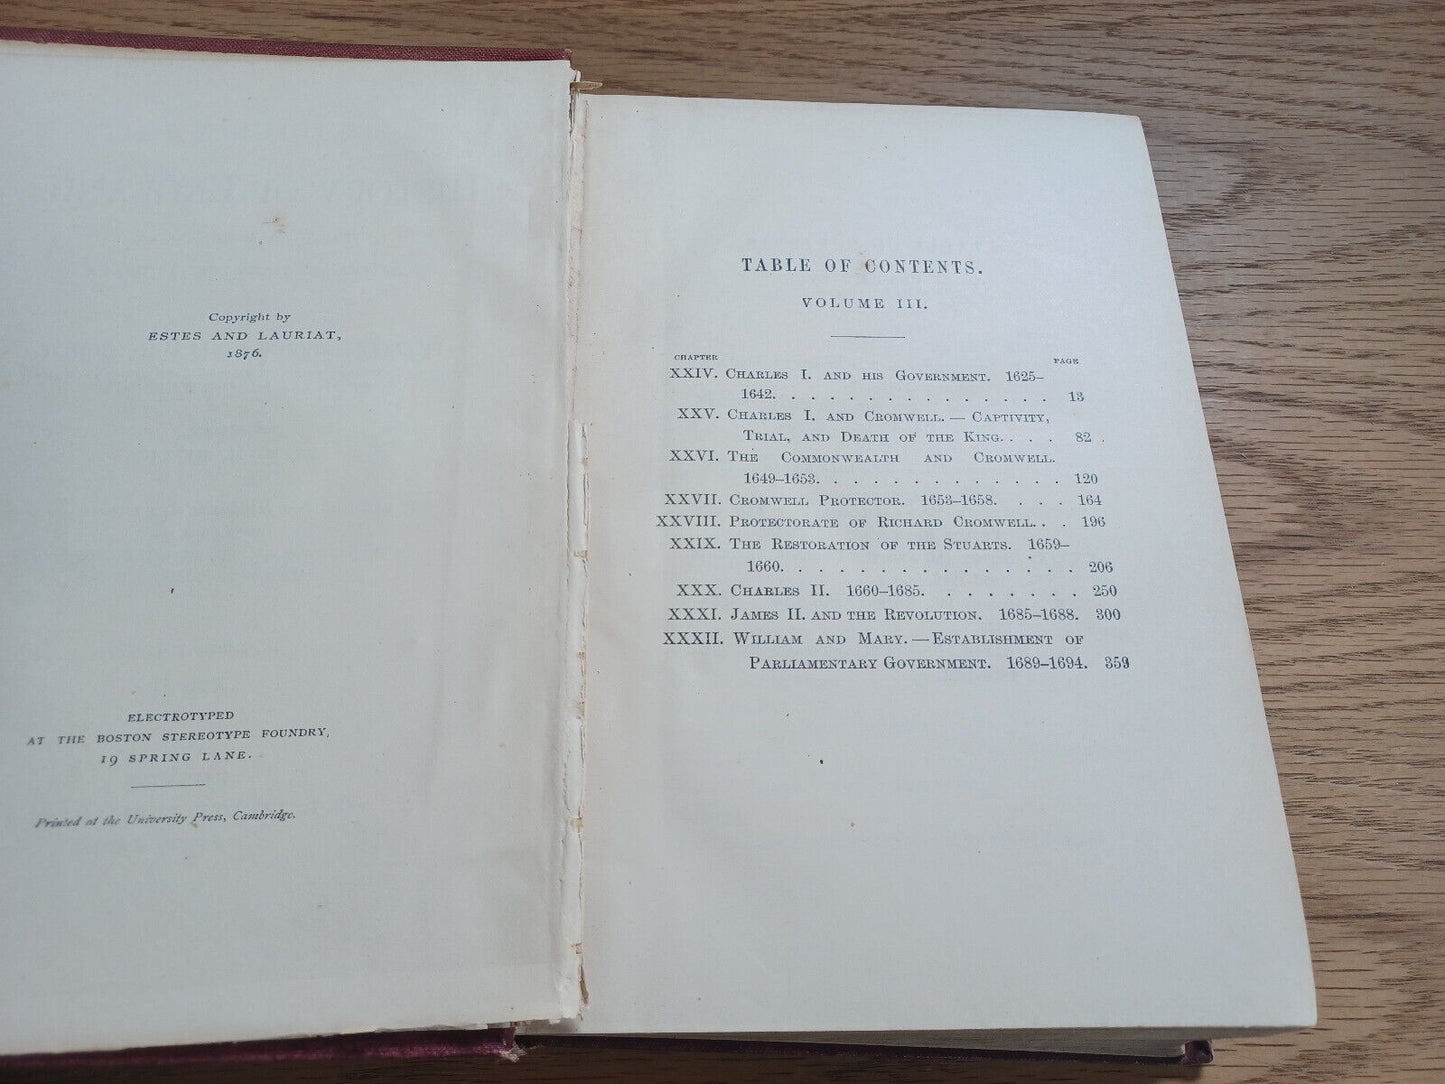 Copyright by
ESTES AND LAURIAT,
1876.
ELECTROTYPED
AT THE BOSTON STEREOTYPE FOUNDRY,
19 SPRING LANE.
Printed at the University Press, Cambridge.
TABLE OF CONTENTS.
VOLUME III.
CHAPTER PAGE
XXIV. CHARLES I. AND HIS GOVERNMENT. 1625–
1642. . . . . . . . . . . . . . . 13
XXV. CHARLES I. AND CROMWELL. — CAPTIVITY,
TRIAL, AND DEATH OF THE KING. . . . 82
XXVI. THE COMMONWEALTH AND CROMWELL.
1649–1653. . . . . . . . . . . . . 120
XXVII. CROMWELL PROTECTOR. 1653–1658. . . . . 164
XXVIII. PROTECTORATE OF RICHARD CROMWELL. . . 196
XXIX. THE RESTORATION OF THE STUARTS. 1659–
1660. . . . . . . . . . . . . . . 206
XXX. CHARLES II. 1660–1685. . . . . . . . 250
XXXI. JAMES II. AND THE REVOLUTION. 1685–1688. 300
XXXII. WILLIAM AND MARY. — ESTABLISHMENT OF
PARLIAMENTARY GOVERNMENT. 1689–1694. 359